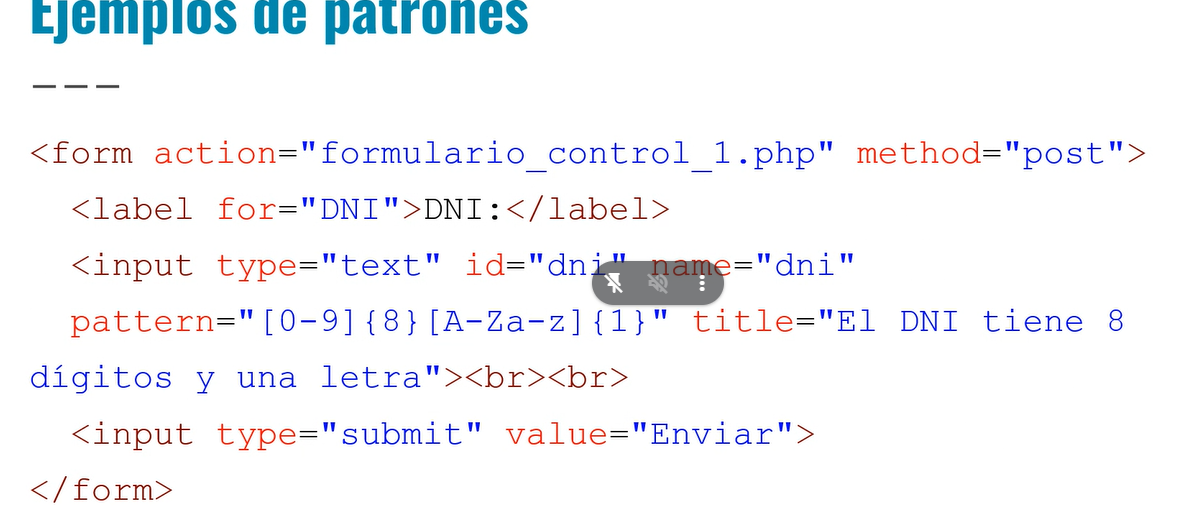 Ejemplos de patrones
———
<form action="formulario_control_1.php" method="post">
<label for="DNI">DNI:</label>
<input type="text" id="dni" name="dni"
pattern="[0-9]{8}[A-Za-z]{1}" title="El DNI tiene 8
dígitos y una letra"><br><br>
<input type="submit" value="Enviar">
</form>